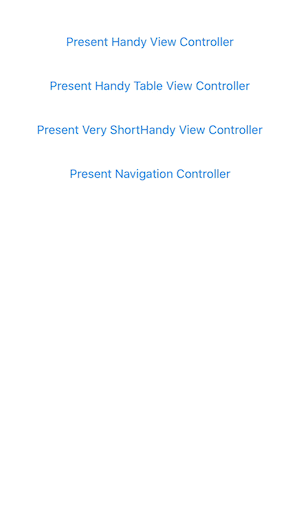 Present Handy View Controller
Present Handy Table View Controller
Present Very ShortHandy View Controller
Present Navigation Controller